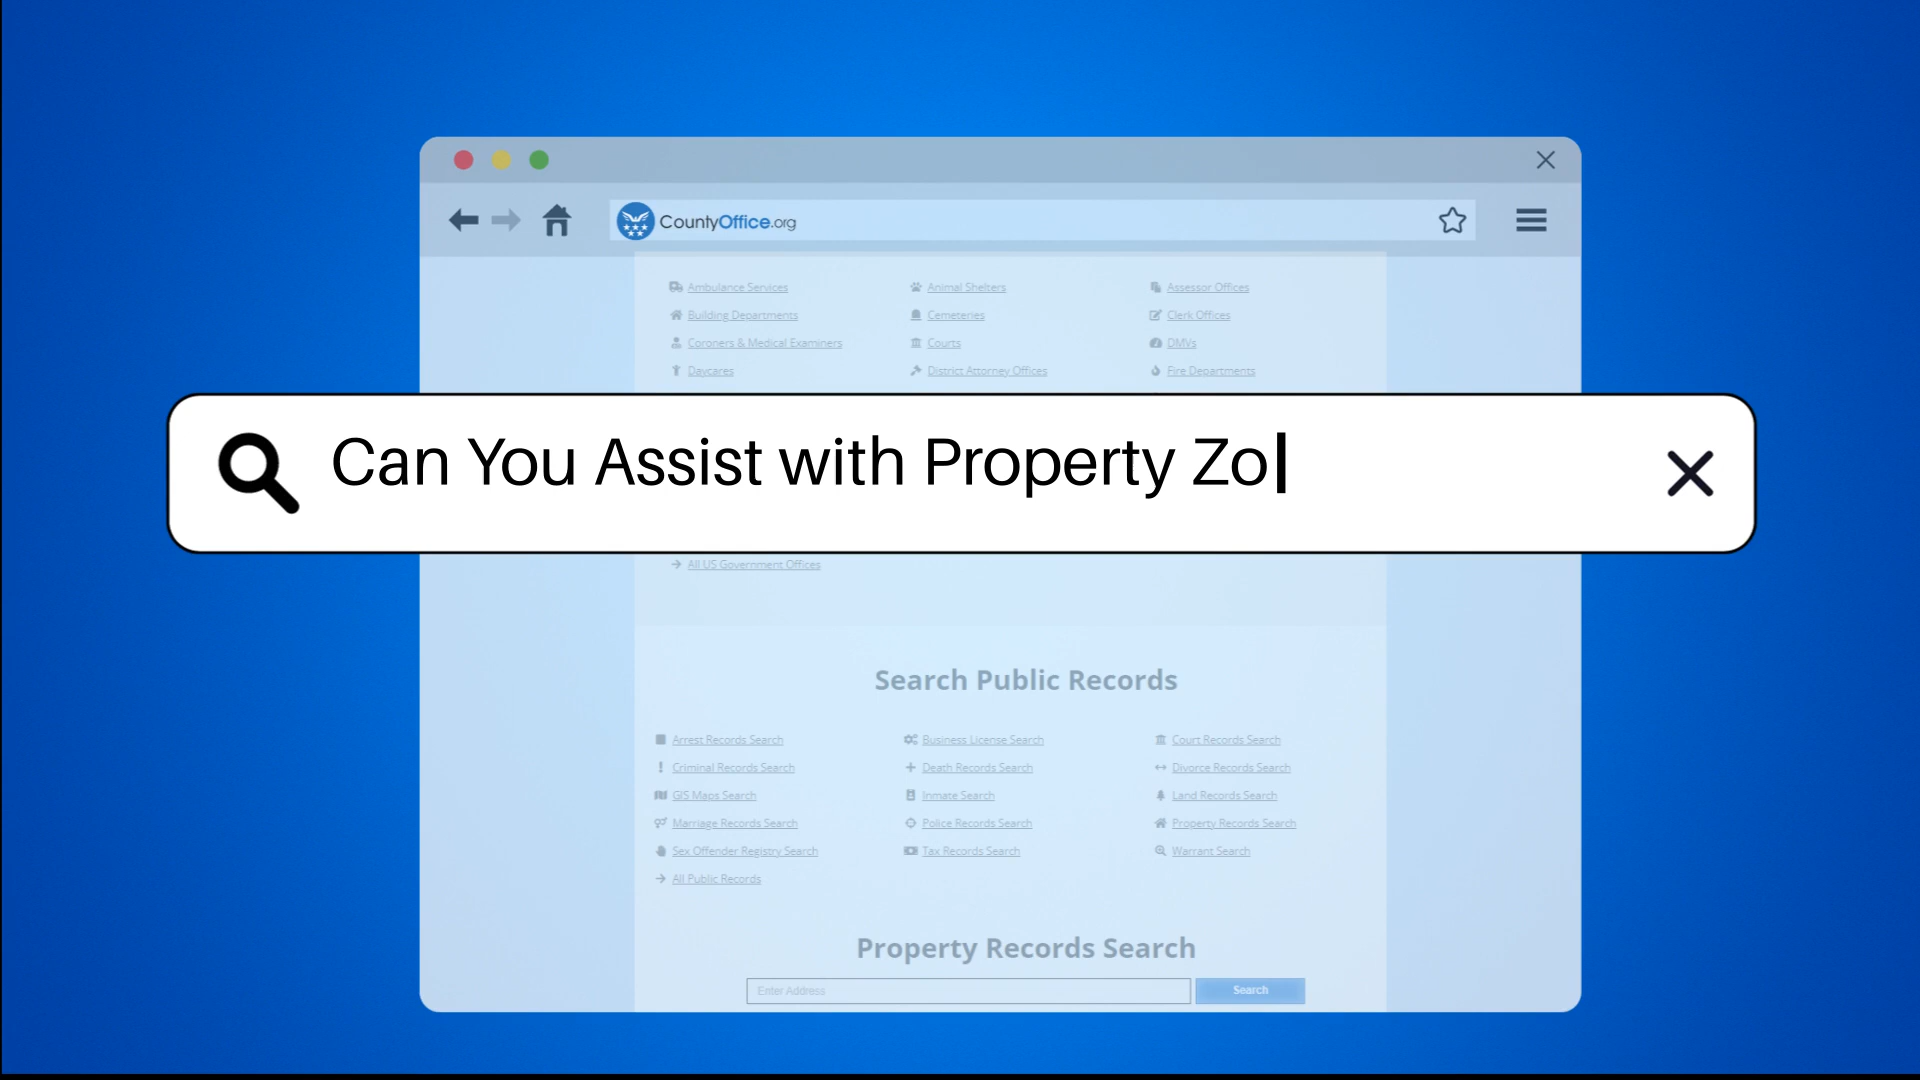 CountyOffice.org
Ambulance Services
Animal Shelters
Assessor Offices
Building Departments
Cemeteries
Clerk Offices
Coroners & Medical Examiners
Courts
DMVs
Daycares
District Attorney Offices
Fire Departments
Can You Assist with Property Zo
All US Government Offices
Search Public Records
Arrest Records Search
Business License Search
Court Records Search
Criminal Records Search
Death Records Search
Divorce Records Search
GIS Maps Search
Inmate Search
Land Records Search
Marriage Records Search
Police Records Search
Property Records Search
Sex Offender Registry Search
Tax Records Search
Warrant Search
All Public Records
Property Records Search
Enter Address
Search